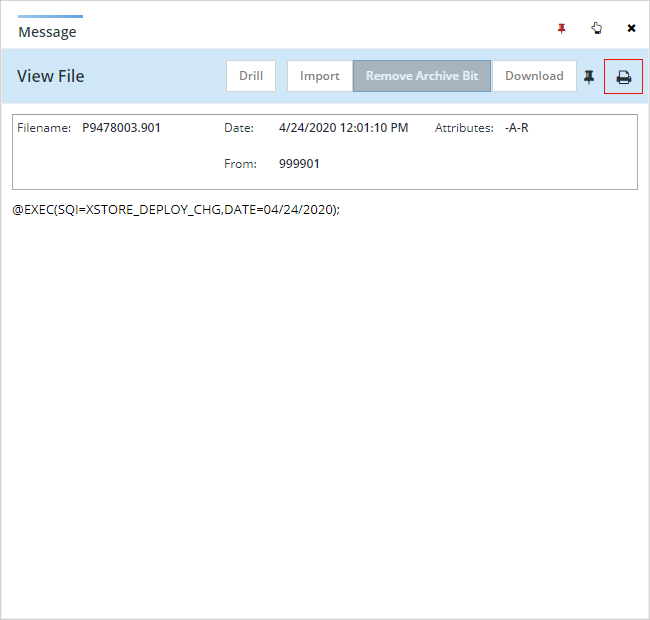 Message
View File
Drill Import Remove Archive Bit Download
Filename: P9478003.901 Date: 4/24/2020 12:01:10 PM Attributes: -A-R
From: 999901
@EXEC(SQI=XSTORE_DEPLOY_CHG,DATE=04/24/2020);